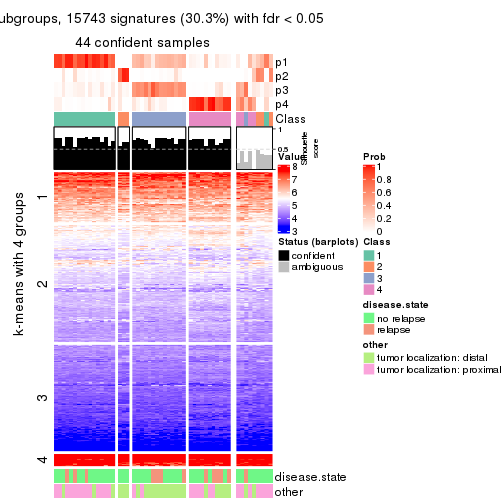 ubgroups, 15743 signatures (30.3%) with fdr < 0.05
44 confident samples
p1
p2
p3
p4
Class
1
0.5
Silhouette
score
k-means with 4 groups
1
2
3
4
Value
8
7
6
5
4
3
Status (barplots)
confident
ambiguous
Prob
1
0.8
0.6
0.4
0.2
0
Class
1
2
3
4
disease.state
no relapse
relapse
other
tumor localization: distal
tumor localization: proximal
disease.state
other